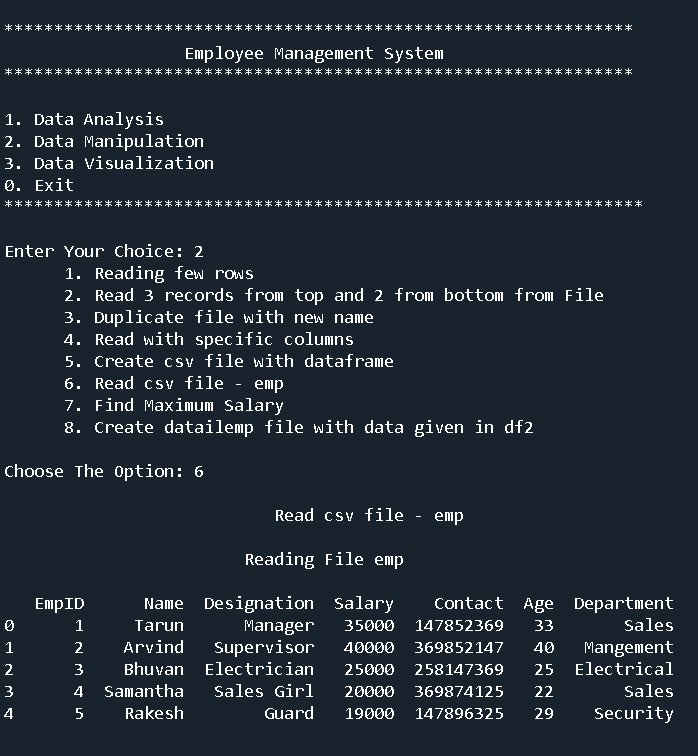 ***************************************************************
Employee Management System
***************************************************************
1. Data Analysis
2. Data Manipulation
3. Data Visualization
0. Exit
****************************************************************
Enter Your Choice: 2
1. Reading few rows
2. Read 3 records from top and 2 from bottom from File
3. Duplicate file with new name
4. Read with specific columns
5. Create csv file with dataframe
6. Read csv file - emp
7. Find Maximum Salary
8. Create datailemp file with data given in df2
Choose The Option: 6
Read csv file - emp
Reading File emp
EmpID Name Designation Salary Contact Age Department
0 1 Tarun Manager 35000 147852369 33 Sales
1 2 Arvind Supervisor 40000 369852147 40 Mangement
2 3 Bhuvan Electrician 25000 258147369 25 Electrical
3 4 Samantha Sales Girl 20000 369874125 22 Sales
4 5 Rakesh Guard 19000 147896325 29 Security